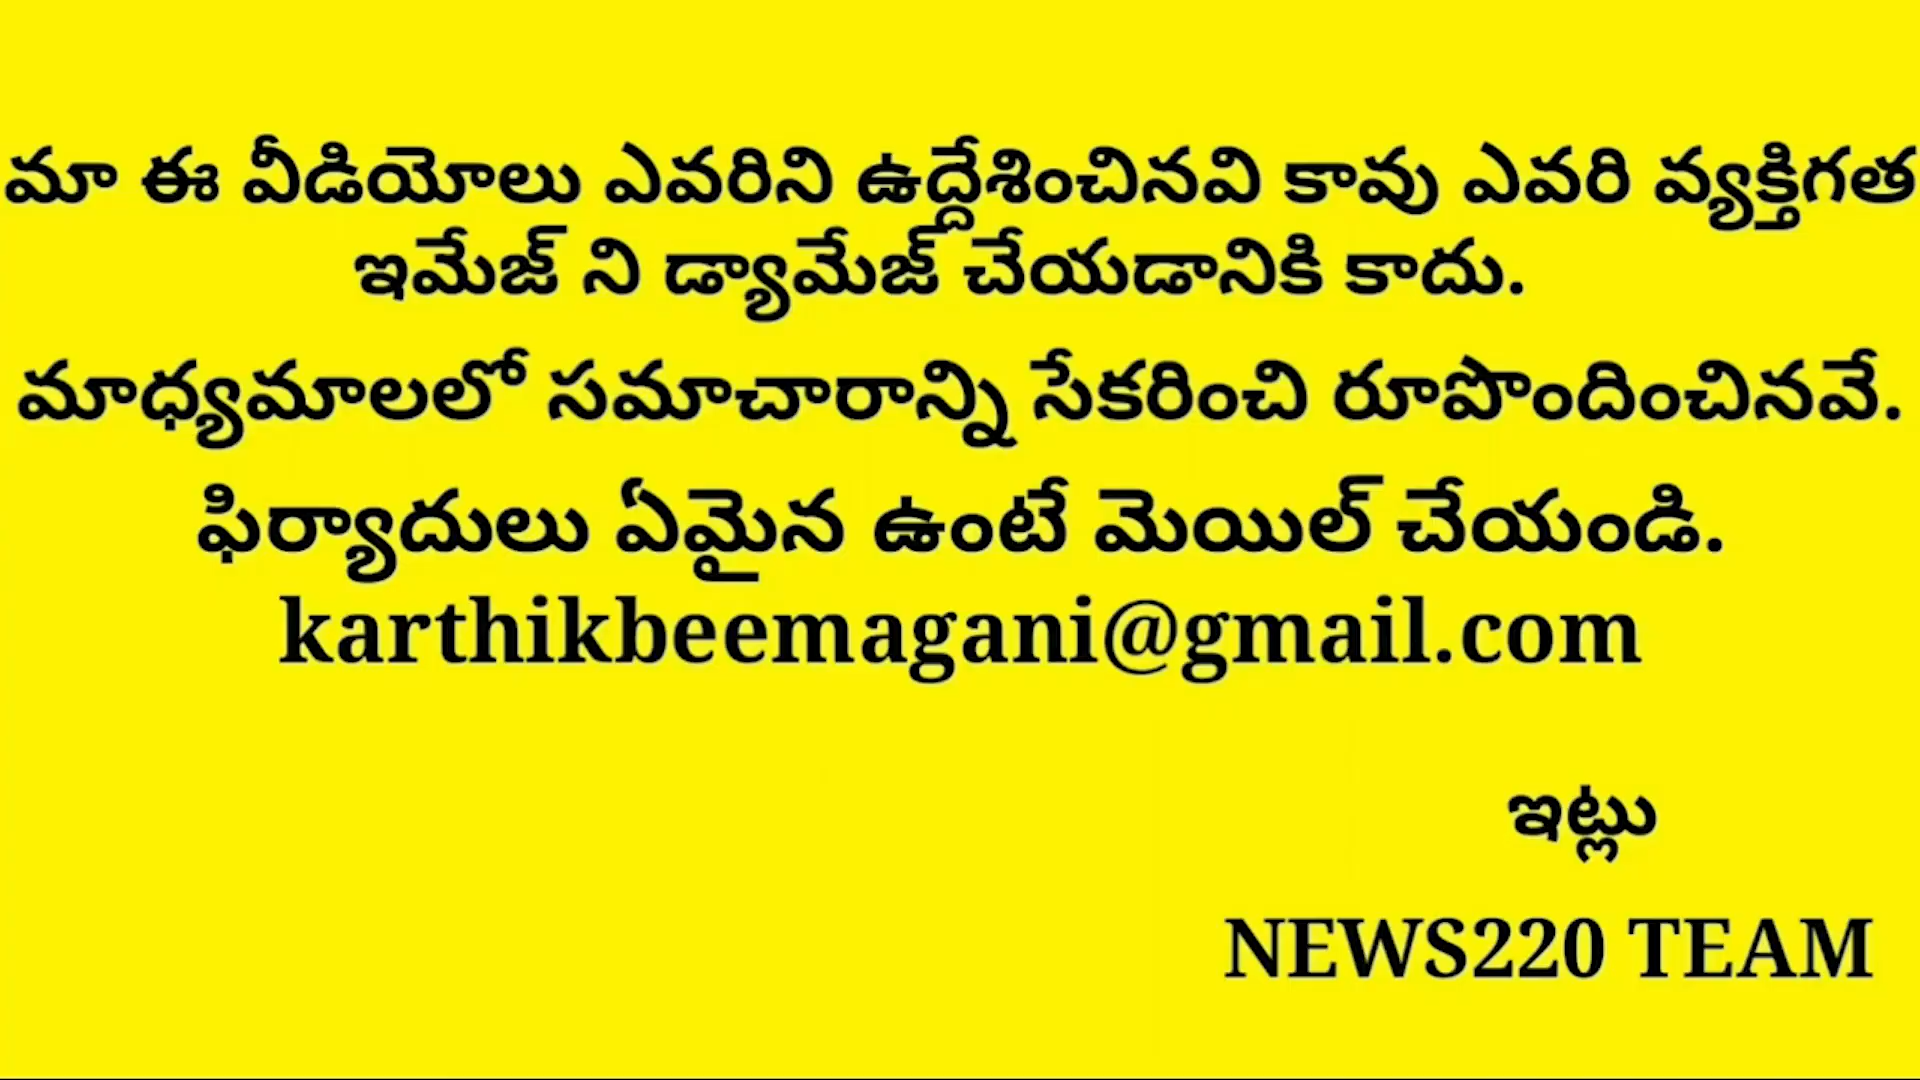 మా ఈ వీడియోలు ఎవరిని ఉద్దేశించినవి కావు ఎవరి వ్యక్తిగత
ఇమేజ్ ని డ్యామేజ్ చేయడానికి కాదు.
మాధ్యమాలలో సమాచారాన్ని సేకరించి రూపొందించినవే.
ఫిర్యాదులు ఏమైన ఉంటే మెయిల్ చేయండి.
karthikbeemagani@gmail.com
ఇట్లు
NEWS220 TEAM